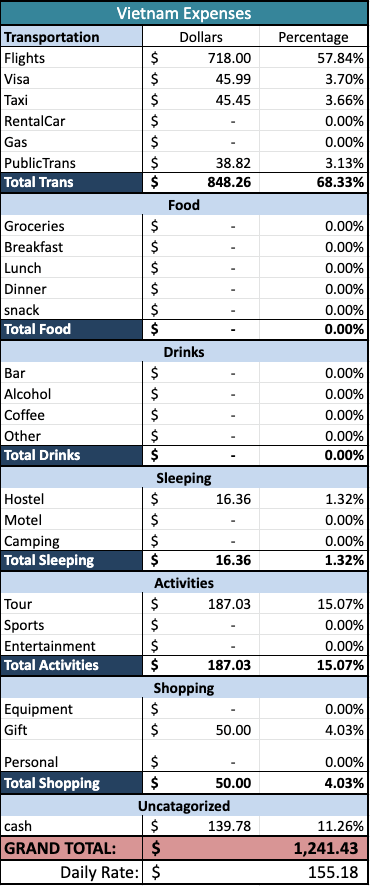 Vietnam Expenses
Transportation Dollars Percentage
Flights $ 718.00 57.84%
Visa $ 45.99 3.70%
Taxi $ 45.45 3.66%
RentalCar $ - 0.00%
Gas $ - 0.00%
PublicTrans $ 38.82 3.13%
Total Trans $ 848.26 68.33%
Food
Groceries $ - 0.00%
Breakfast $ - 0.00%
Lunch $ - 0.00%
Dinner $ - 0.00%
snack $ - 0.00%
Total Food $ - 0.00%
Drinks
Bar $ - 0.00%
Alcohol $ - 0.00%
Coffee $ - 0.00%
Other $ - 0.00%
Total Drinks $ - 0.00%
Sleeping
Hostel $ 16.36 1.32%
Motel $ - 0.00%
Camping $ - 0.00%
Total Sleeping $ 16.36 1.32%
Activities
Tour $ 187.03 15.07%
Sports $ - 0.00%
Entertainment $ - 0.00%
Total Activities $ 187.03 15.07%
Shopping
Equipment $ - 0.00%
Gift $ 50.00 4.03%
Personal $ - 0.00%
Total Shopping $ 50.00 4.03%
Uncatagorized
cash $ 139.78 11.26%
GRAND TOTAL: $ 1,241.43
Daily Rate: $ 155.18